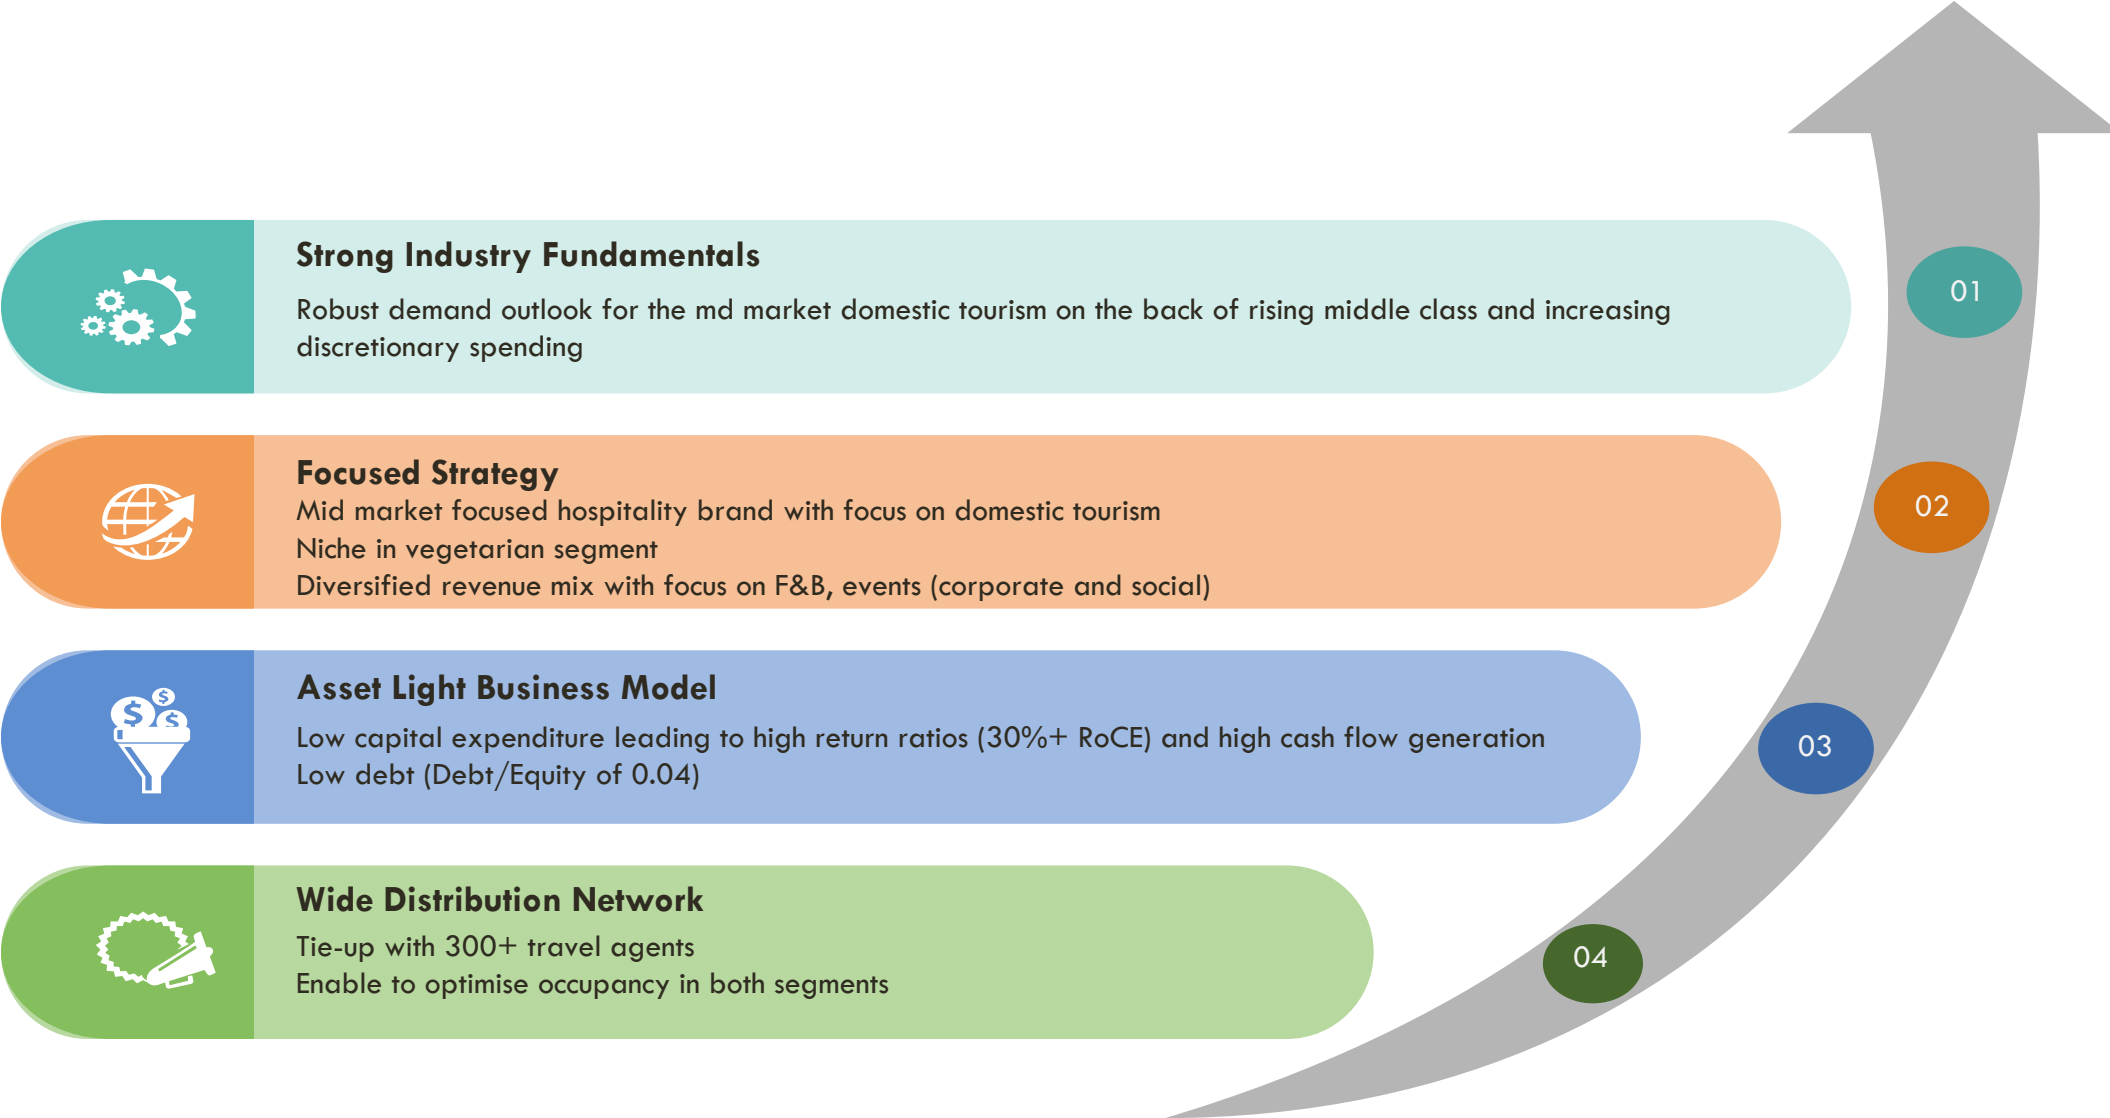 Strong Industry Fundamentals
Robust demand outlook for the md market domestic tourism on the back of rising middle class and increasing
discretionary spending
01
Focused Strategy
Mid market focused hospitality brand with focus on domestic tourism
Niche in vegetarian segment
Diversified revenue mix with focus on F&B, events (corporate and social)
02
Asset Light Business Model
Low capital expenditure leading to high return ratios (30%+ RoCE) and high cash flow generation
Low debt (Debt/Equity of 0.04)
03
Wide Distribution Network
Tie-up with 300+ travel agents
Enable to optimise occupancy in both segments
04
$
$
$